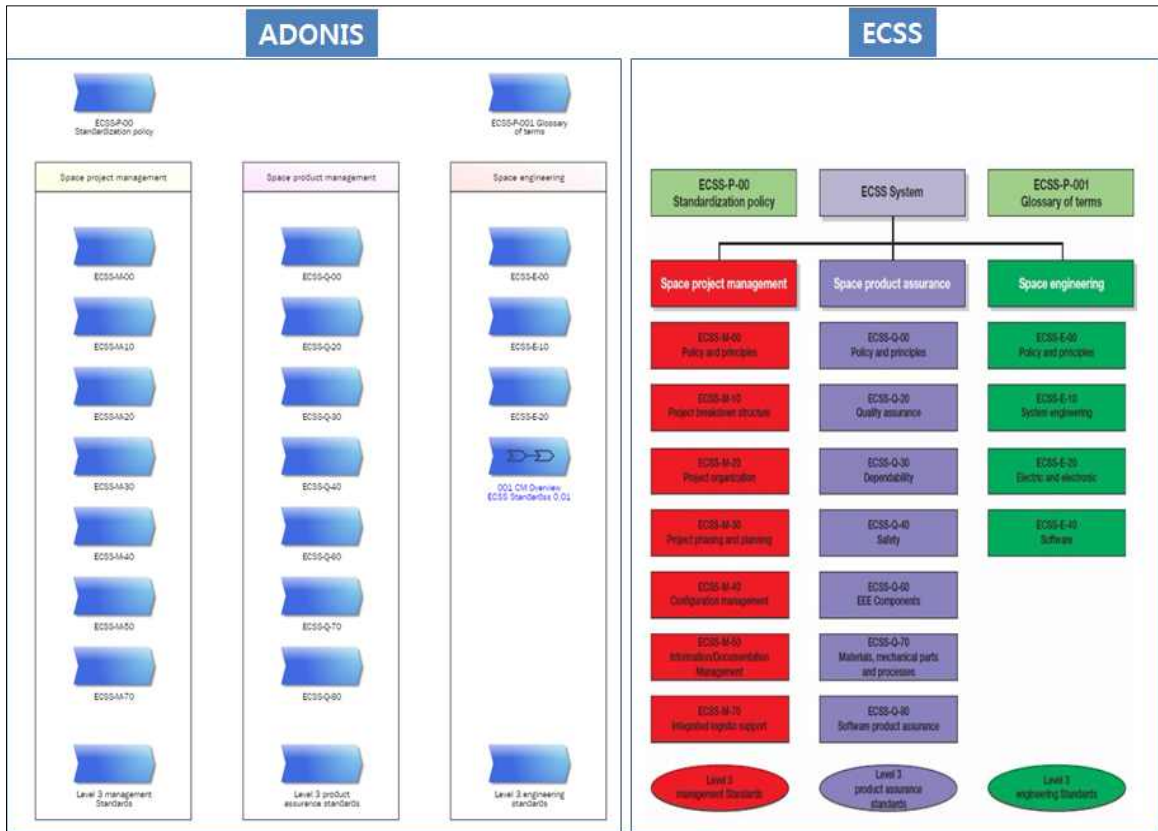 ADONIS
ECSS-P-00
Standardization policy
ECSS-P-001 Glossary
of terms
Space project management
ECSS-M-00
ECSS-M-10
ECSS-M-20
ECSS-M-30
ECSS-M-40
ECSS-M-50
ECSS-M-70
Level 3 management
Standards
Space product management
ECSS-Q-00
ECSS-Q-20
ECSS-Q-30
ECSS-Q-40
ECSS-Q-60
ECSS-Q-70
ECSS-Q-80
Level 3 product
assurance standards
Space engineering
ECSS-E-00
ECSS-E-10
ECSS-E-20
001 CM Overview
ECSS Standardss 0,01
Level 3 engineering
standards
ECSS
ECSS-P-00
Standardization policy
ECSS System
ECSS-P-001
Glossary of terms
Space project management
ECSS-M-00
Policy and principles
ECSS-M-10
Project breakdown structure
ECSS-M-20
Project organization
ECSS-M-30
Project phasing and planning
ECSS-M-40
Configuration management
ECSS-M-50
Information/Documentation
Management
ECSS-M-70
Integrated logistic support
Level 3
management Standards
Space product assurance
ECSS-Q-00
Policy and principles
ECSS-Q-20
Quality assurance
ECSS-Q-30
Dependability
ECSS-Q-40
Safety
ECSS-Q-60
EEE Components
ECSS-Q-70
Materials, mechanical parts
and processes
ECSS-Q-80
Software product assurance
Level 3
product assurance
standards
Space engineering
ECSS-E-00
Policy and principles
ECSS-E-10
System engineering
ECSS-E-20
Electric and electronic
ECSS-E-40
Software
Level 3
engineering Standards